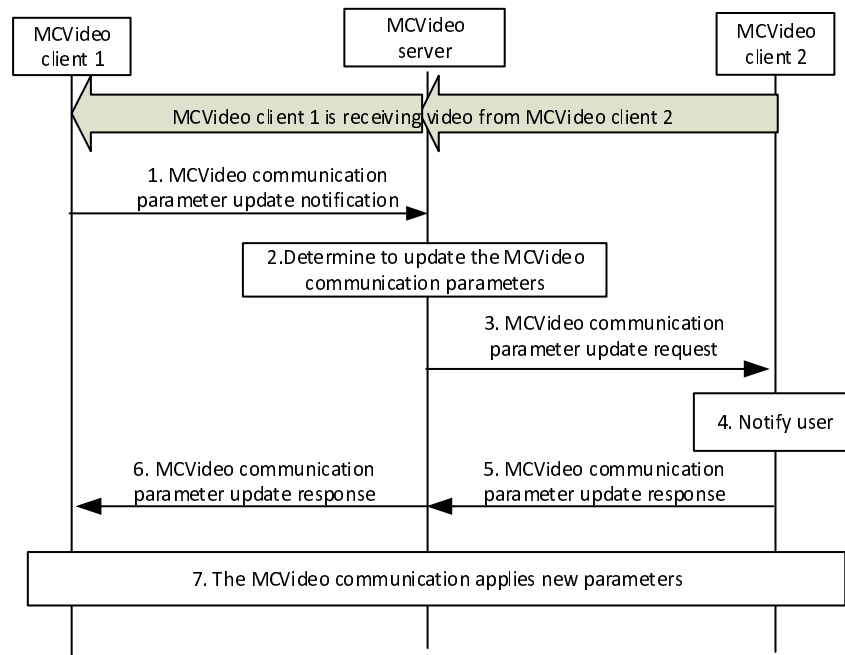 MCVideo
client 1
MCVideo
server
MCVideo
client 2
MCVideo client 1 is receiving video from MCVideo client 2
1. MCVideo communication
parameter update notification
2.Determine to update the MCVideo
communication parameters
3. MCVideo communication
parameter update request
4. Notify user
6. MCVideo communication
parameter update response
5. MCVideo communication
parameter update response
7. The MCVideo communication applies new parameters